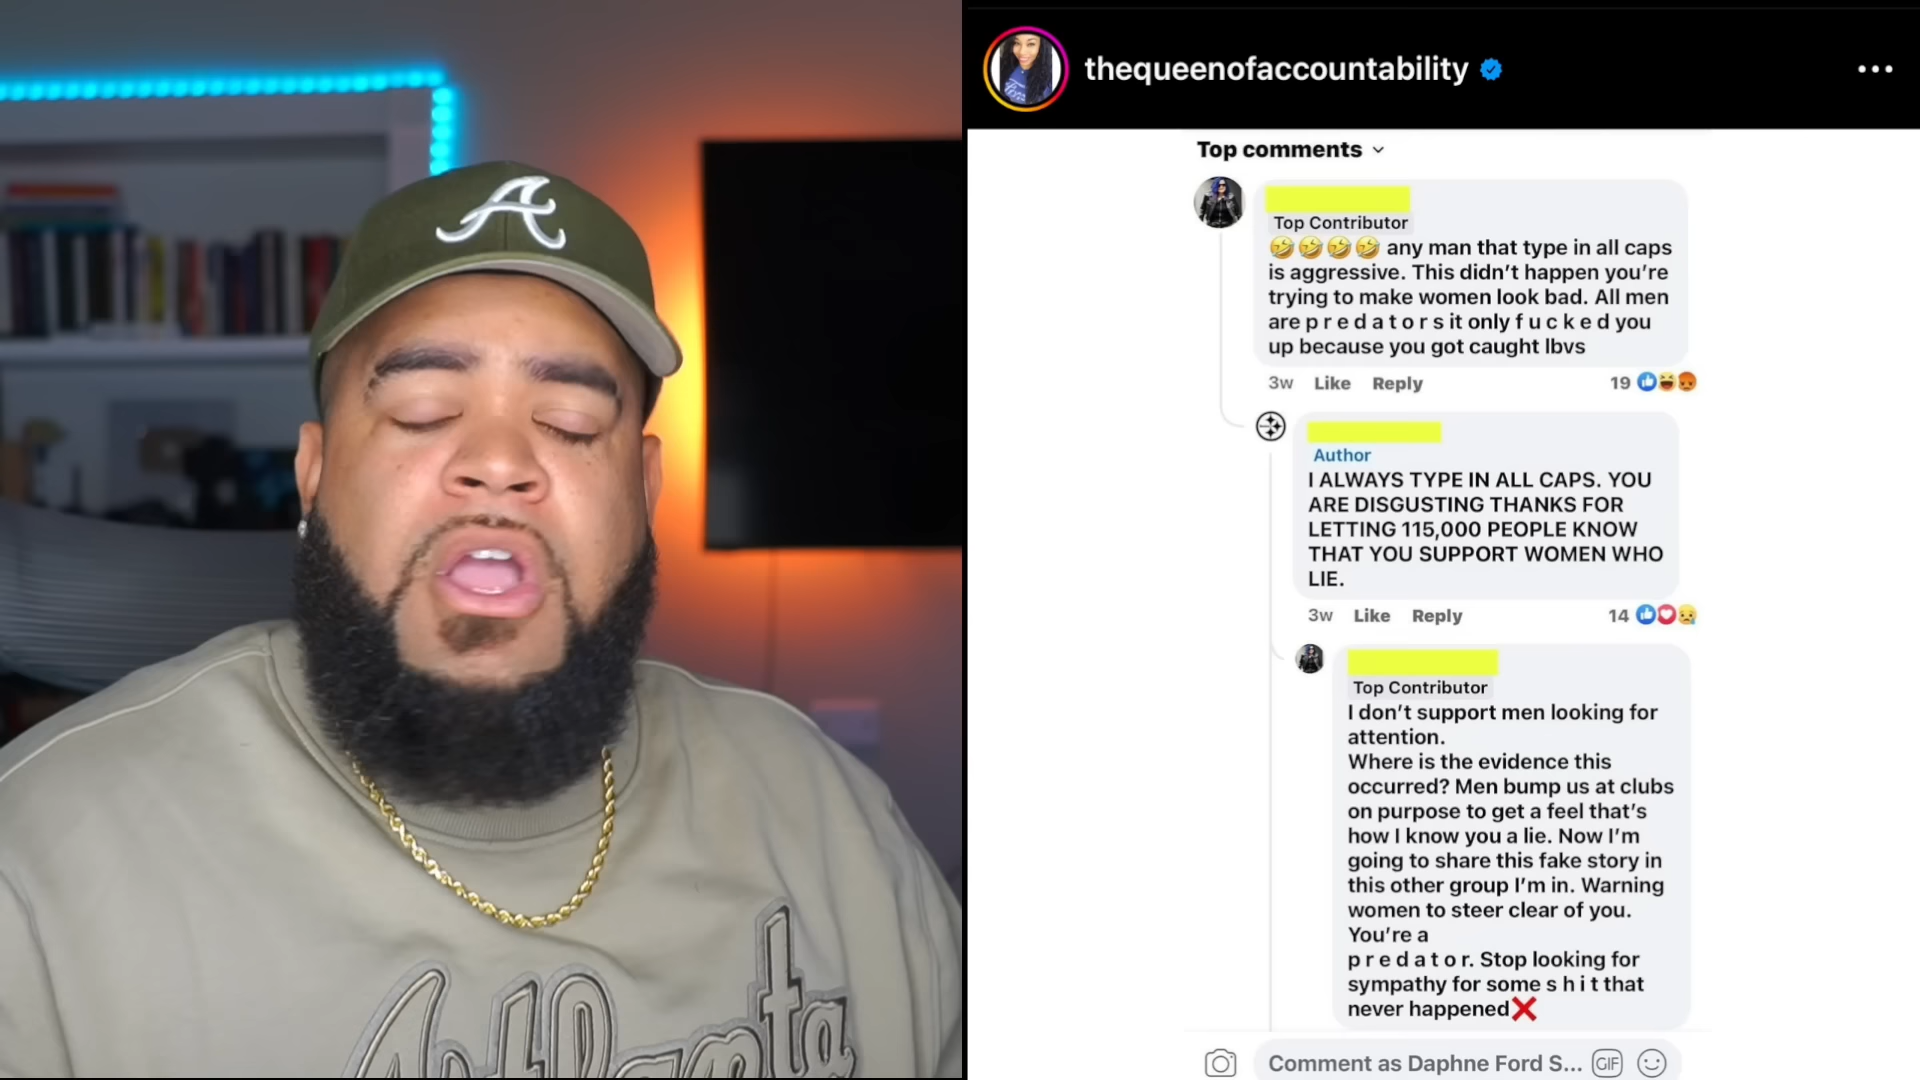 A
Atlanta
thequeenofaccountability
Top comments
Top Contributor
🤣🤣🤣🤣 any man that type in all caps
is aggressive. This didn't happen you're
trying to make women look bad. All men
are p r e d a t o r s it only f u c k e d you
up because you got caught lbvs
3w Like Reply 19
Author
I ALWAYS TYPE IN ALL CAPS. YOU
ARE DISGUSTING THANKS FOR
LETTING 115,000 PEOPLE KNOW
THAT YOU SUPPORT WOMEN WHO
LIE.
3w Like Reply 14
Top Contributor
I don't support men looking for
attention.
Where is the evidence this
occurred? Men bump us at clubs
on purpose to get a feel that's
how I know you a lie. Now I'm
going to share this fake story in
this other group I'm in. Warning
women to steer clear of you.
You're a
p r e d a t o r. Stop looking for
sympathy for some s h i t that
never happened❌
Comment as Daphne Ford S...
GIF